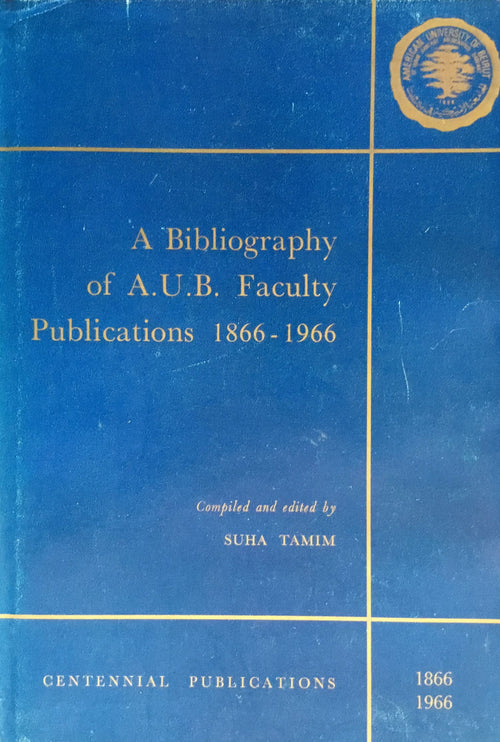 AMERICAN UNIVERSITY OF BEIRUT
1866
A Bibliography
of A.U.B. Faculty
Publications 1866-1966
Compiled and edited by
SUHA TAMIM
CENTENNIAL PUBLICATIONS
1866
1966